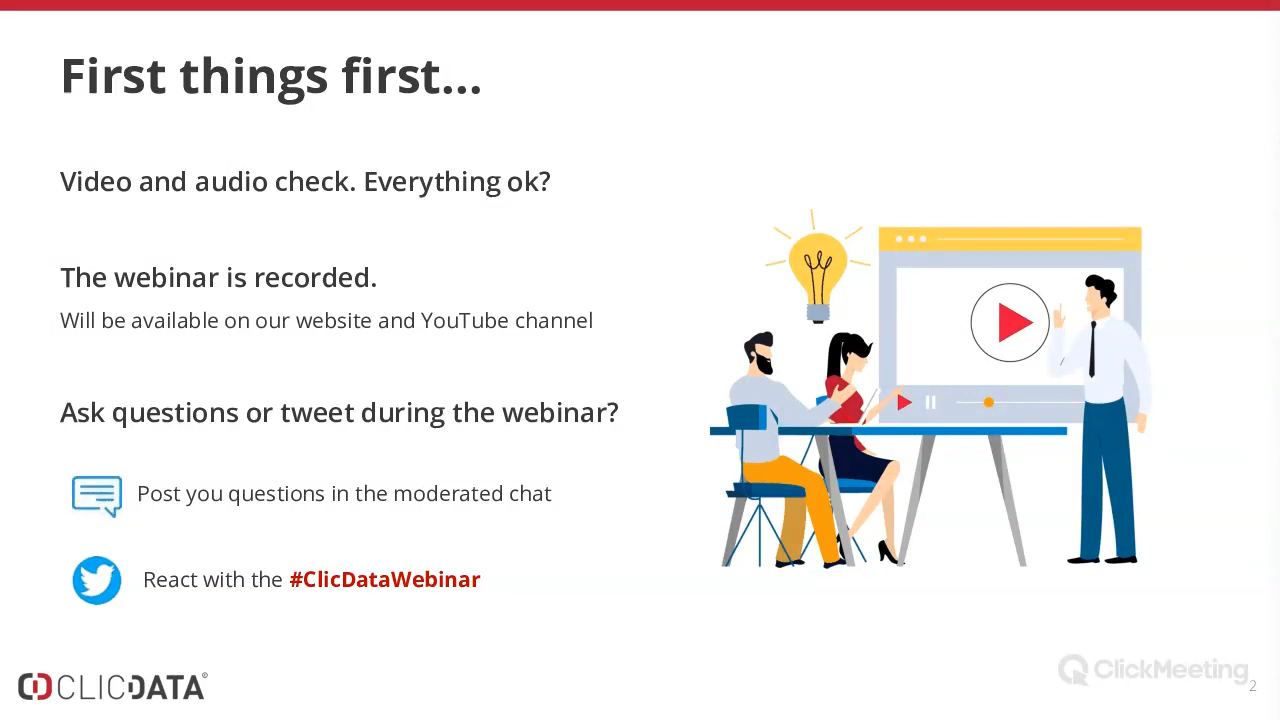 First things first...
Video and audio check. Everything ok?
The webinar is recorded.
Will be available on our website and YouTube channel
Ask questions or tweet during the webinar?
Post you questions in the moderated chat
React with the #ClicDataWebinar
CLICDATA®
ClickMeeting
2